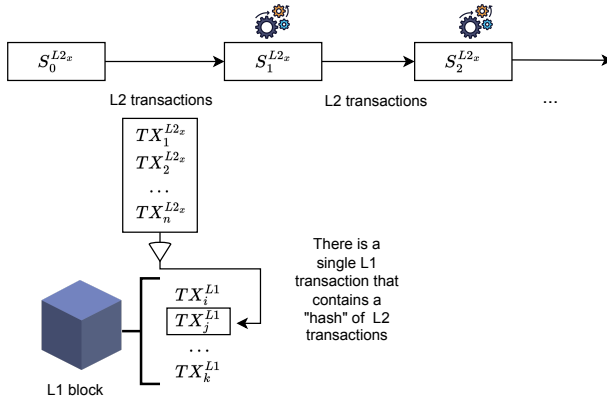 $S_0^{L2_x}$ $S_1^{L2_x}$ $S_2^{L2_x}$
L2 transactions L2 transactions ...
$TX_1^{L2_x}$
$TX_2^{L2_x}$
...
$TX_n^{L2_x}$
There is a
single L1
transaction that
contains a
"hash" of L2
transactions
$TX_i^{L1}$
$TX_j^{L1}$
...
$TX_k^{L1}$
L1 block